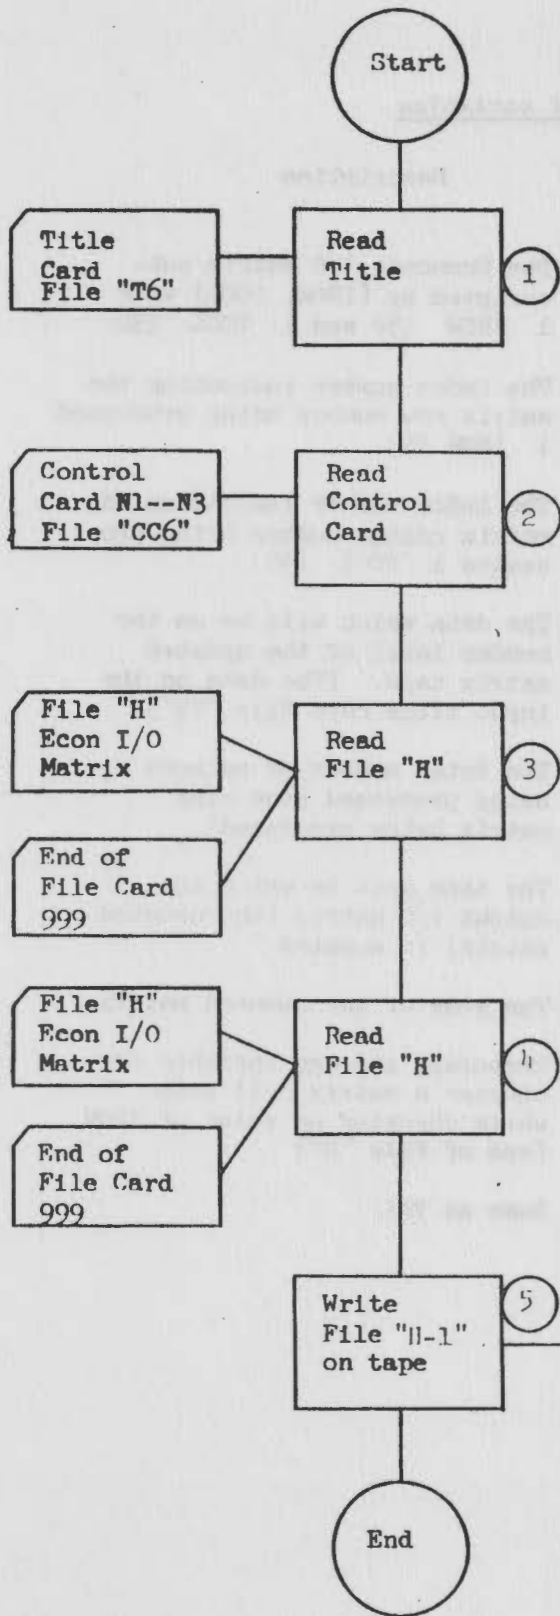 Start
Title
Card
File "T6"
Read
Title
1
Control
Card N1 - N3
File "CC6"
Read
Control
Card
2
File "H"
Econ I/O
Matrix
Read
File "H"
3
End of
File Card
999
File "H"
Econ I/O
Matrix
Read
File "H"
4
End of
File Card
999
Write
File "H-1"
on tape
5
End